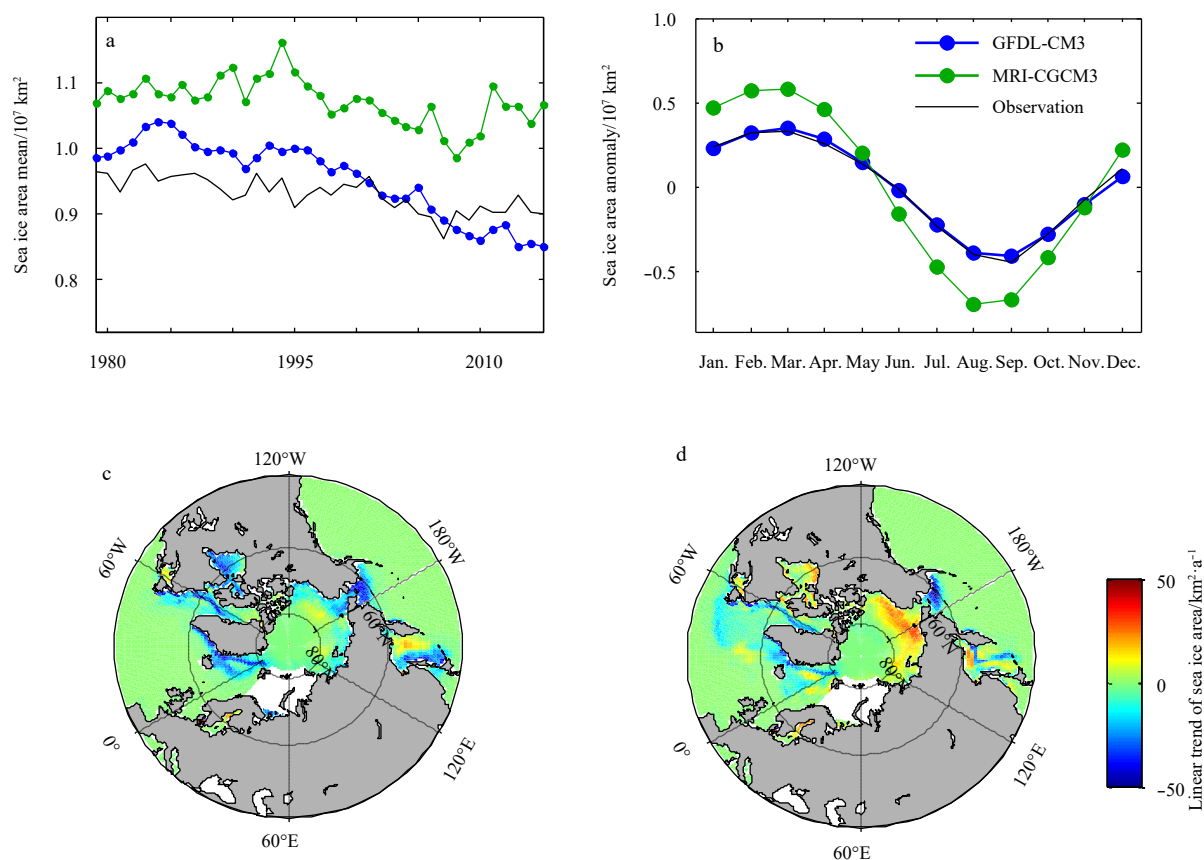 a
Sea ice area mean/10⁷ km²
1.1
1.0
0.9
0.8
1980 1995 2010
b
Sea ice area anomaly/10⁷ km²
1.0
0.5
0
−0.5
GFDL-CM3
MRI-CGCM3
Observation
Jan. Feb. Mar. Apr. May Jun. Jul. Aug. Sep. Oct. Nov. Dec.
c
120°W
180°W
60°W
60°N
80°
0°
120°E
60°E
d
120°W
180°W
60°W
60°N
80°
0°
120°E
60°E
50
0
−50
Linear trend of sea ice area/km²·a⁻¹